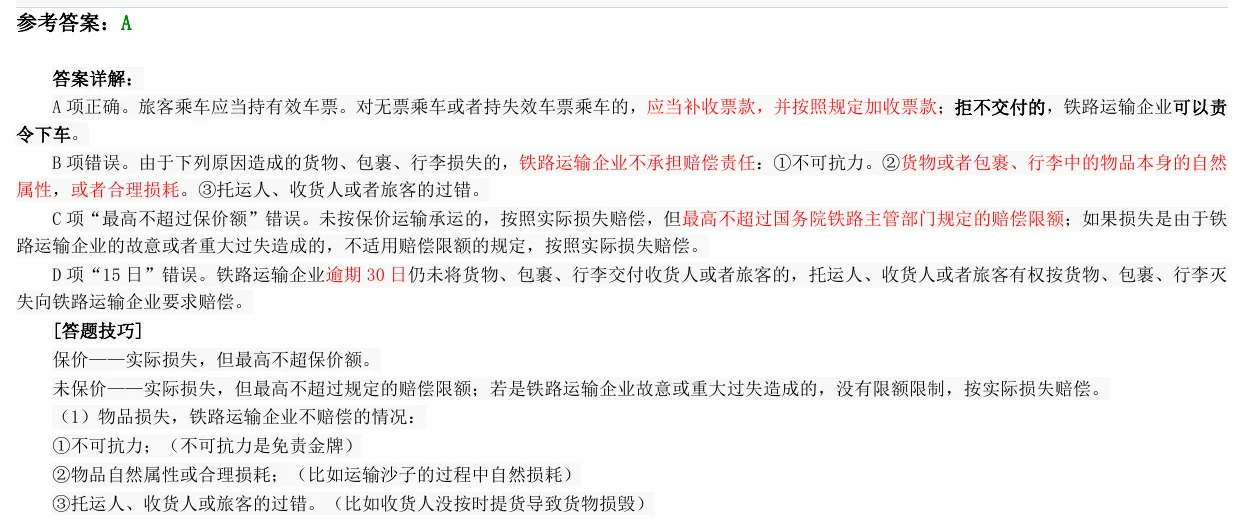 参考答案：A
答案详解：
A 项正确。旅客乘车应当持有效车票。对无票乘车或者持失效车票乘车的，应当补收票款，并按照规定加收票款；拒不交付的，铁路运输企业可以责
令下车。
B 项错误。由于下列原因造成的货物、包裹、行李损失的，铁路运输企业不承担赔偿责任：①不可抗力。②货物或者包裹、行李中的物品本身的自然
属性，或者合理损耗。③托运人、收货人或者旅客的过错。
C 项“最高不超过保价额”错误。未按保价运输承运的，按照实际损失赔偿，但最高不超过国务院铁路主管部门规定的赔偿限额；如果损失是由于铁
路运输企业的故意或者重大过失造成的，不适用赔偿限额的规定，按照实际损失赔偿。
D 项“15 日”错误。铁路运输企业逾期 30 日仍未将货物、包裹、行李交付收货人或者旅客的，托运人、收货人或者旅客有权按货物、包裹、行李灭
失向铁路运输企业要求赔偿。
[答题技巧]
保价——实际损失，但最高不超保价额。
未保价——实际损失，但最高不超过规定的赔偿限额；若是铁路运输企业故意或重大过失造成的，没有限额限制，按实际损失赔偿。
（1）物品损失，铁路运输企业不赔偿的情况：
①不可抗力；（不可抗力是免责金牌）
②物品自然属性或合理损耗；（比如运输沙子的过程中自然损耗）
③托运人、收货人或旅客的过错。（比如收货人没按时提货导致货物损毁）